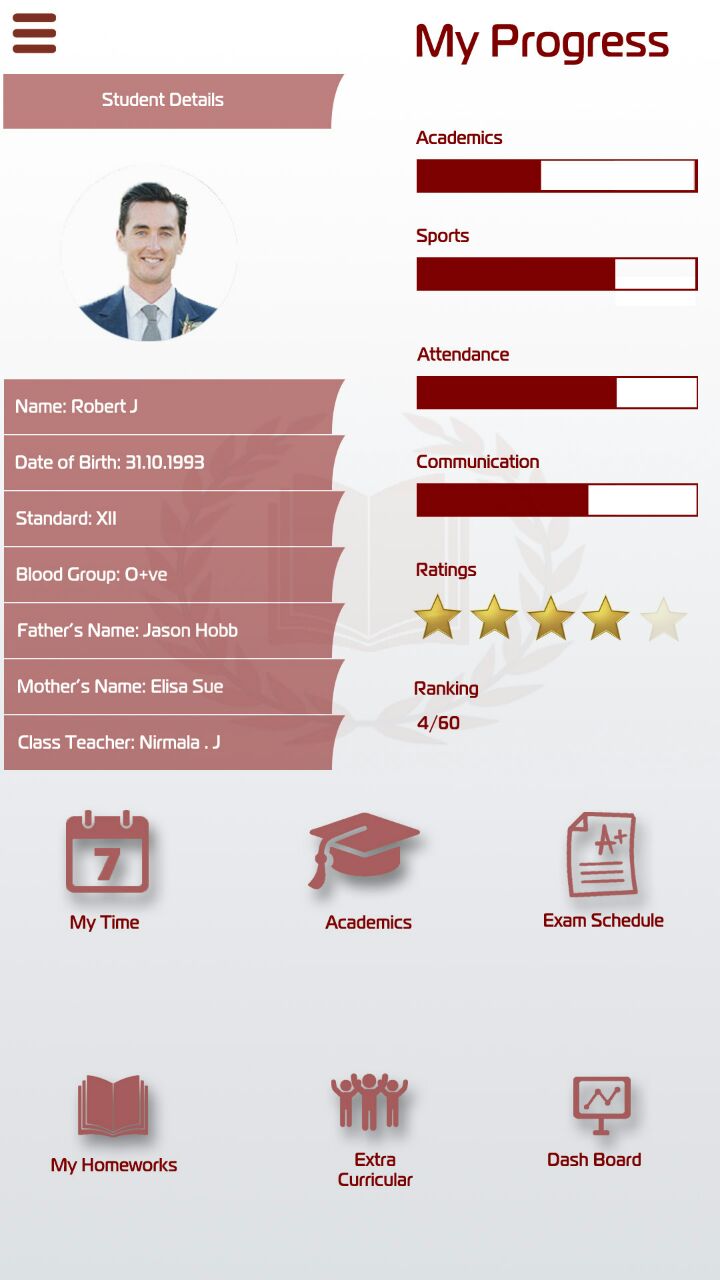 My Progress
Student Details
Name: Robert J
Date of Birth: 31.10.1993
Standard: XII
Blood Group: O+ve
Father's Name: Jason Hobb
Mother's Name: Elisa Sue
Class Teacher: Nirmala . J
Academics
Sports
Attendance
Communication
Ratings
Ranking
4/60
7
My Time
Academics
A+
Exam Schedule
My Homeworks
Extra
Curricular
Dash Board